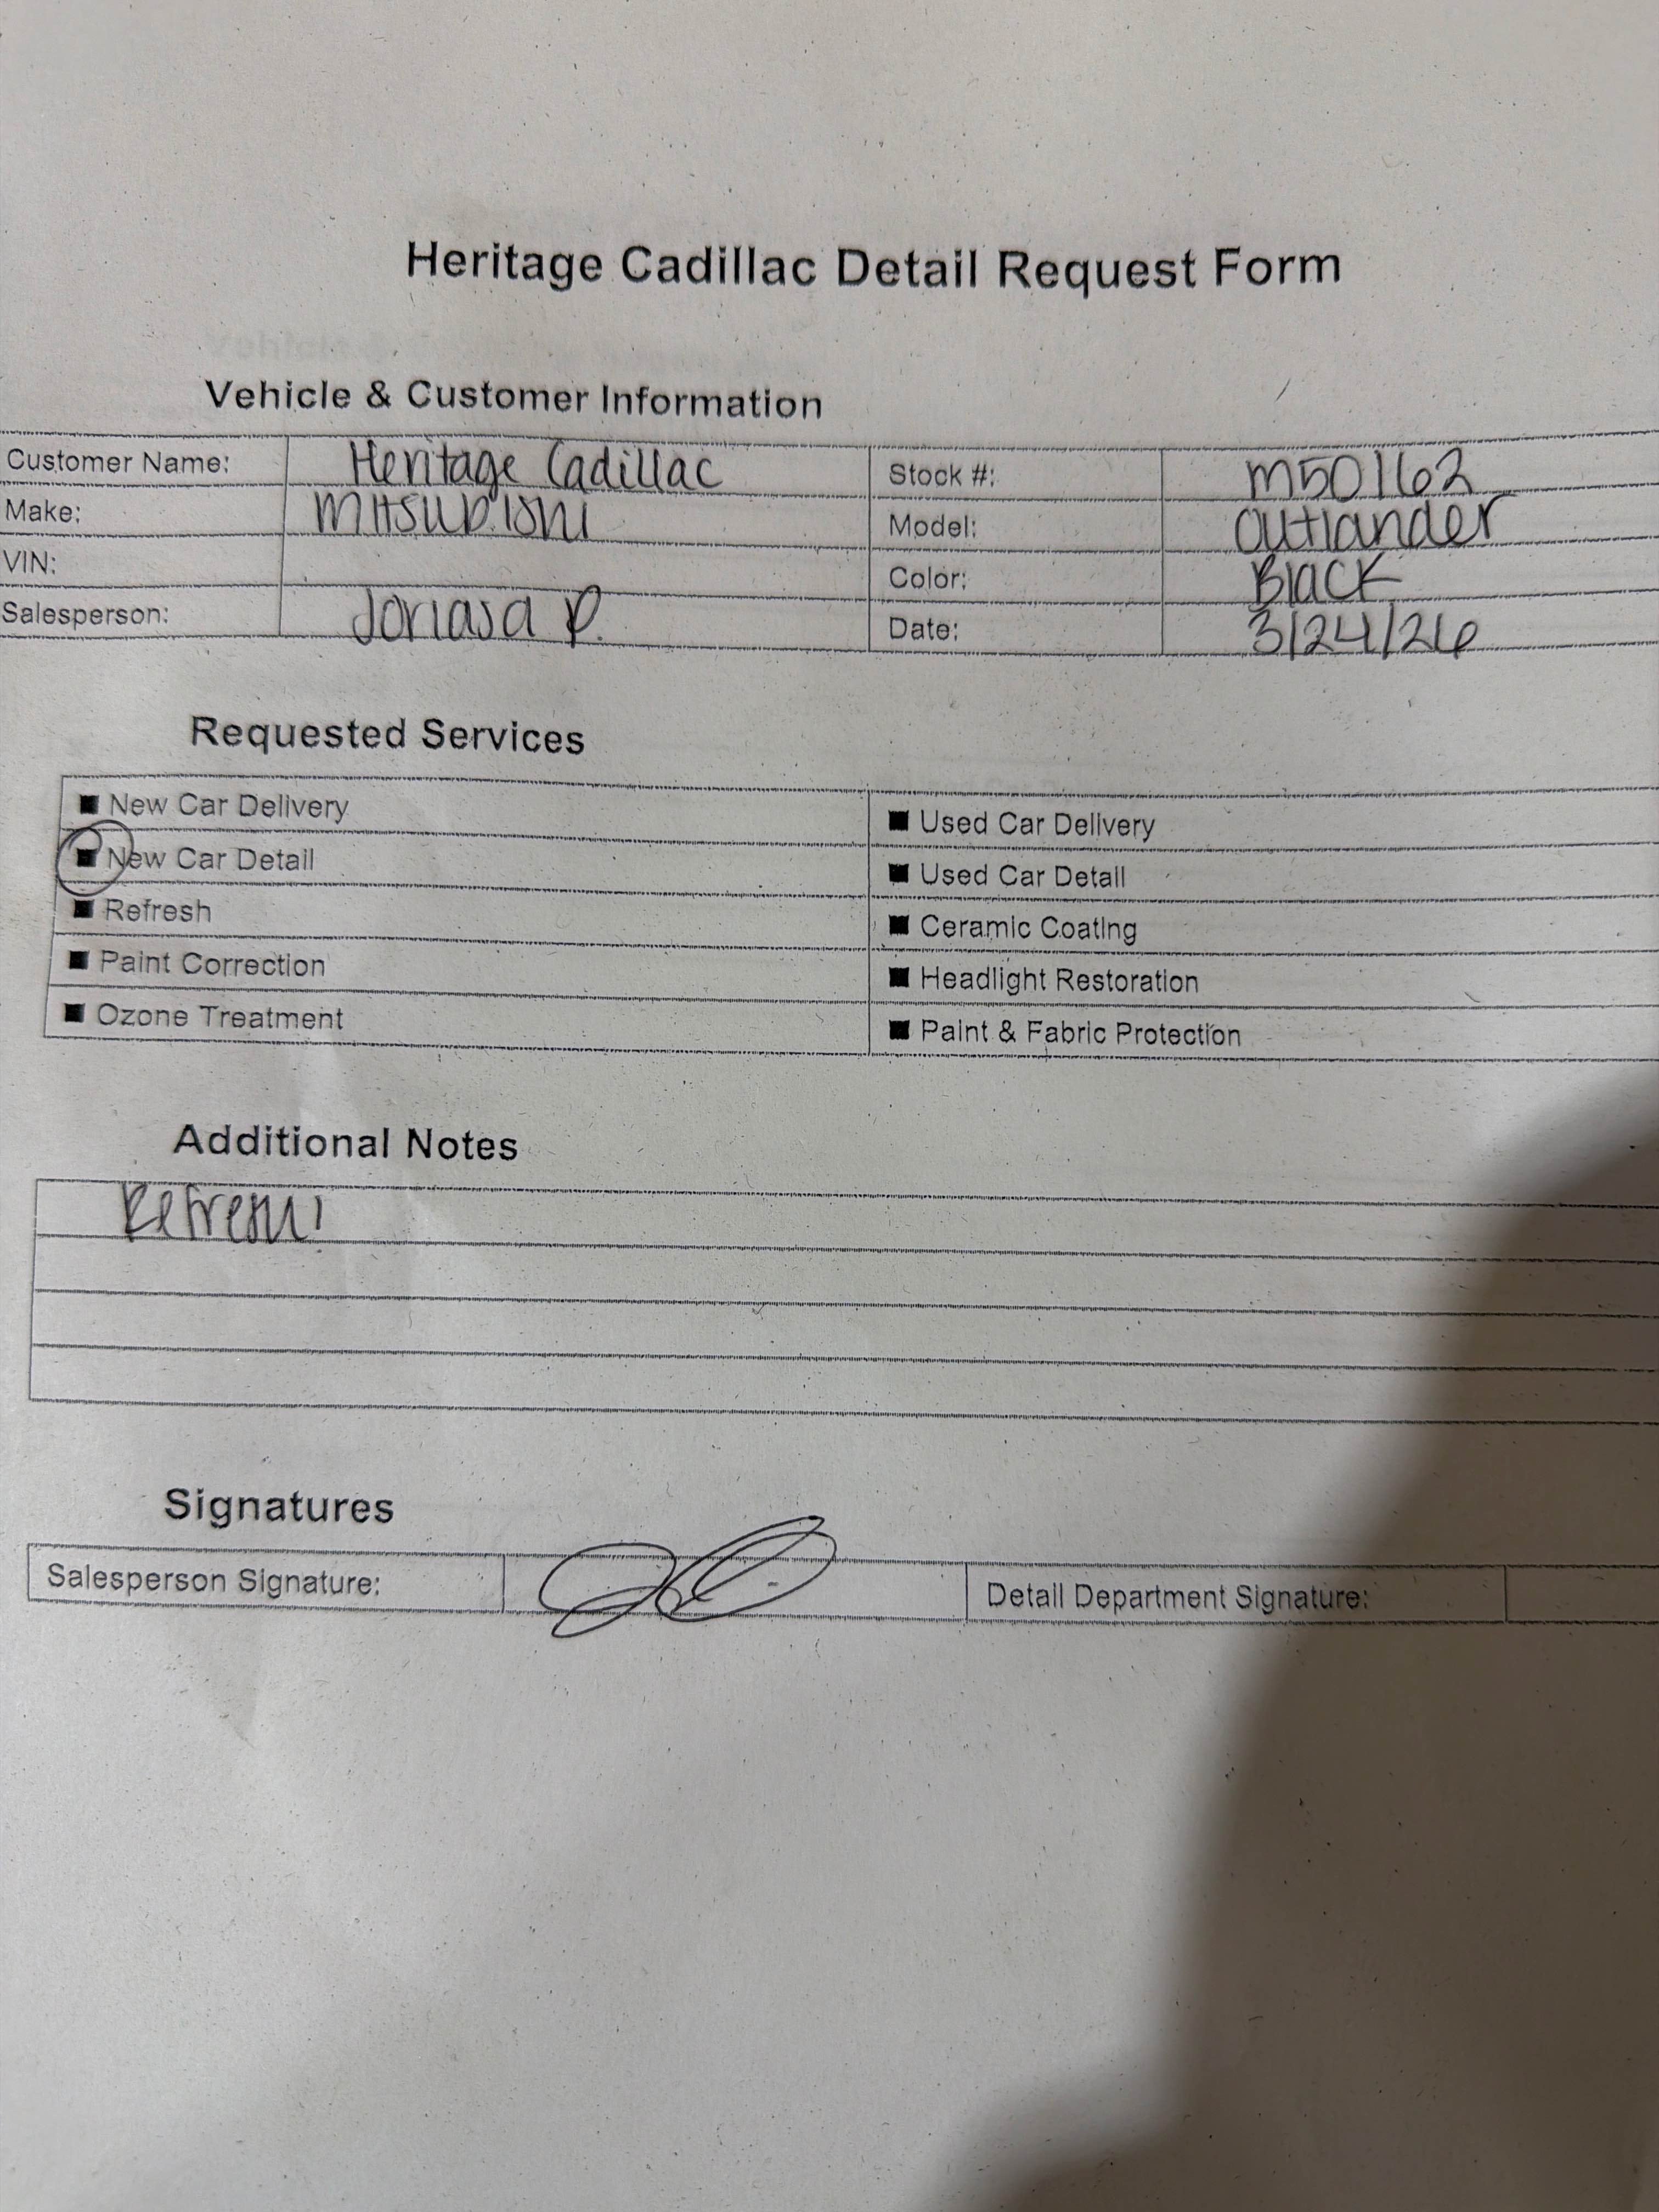 Heritage Cadillac Detail Request Form
Vehicle & Customer Information
Customer Name: Heritage Cadillac Stock #: M50162
Make: Mitsubishi Model: Outlander
VIN: Color: Black
Salesperson: D. Date: 3/24/26
Requested Services
New Car Delivery Used Car Delivery
New Car Detail Used Car Detail
Refresh Ceramic Coating
Paint Correction Headlight Restoration
Ozone Treatment Paint & Fabric Protection
Additional Notes
Refresh!
Signatures
Salesperson Signature: Detail Department Signature: